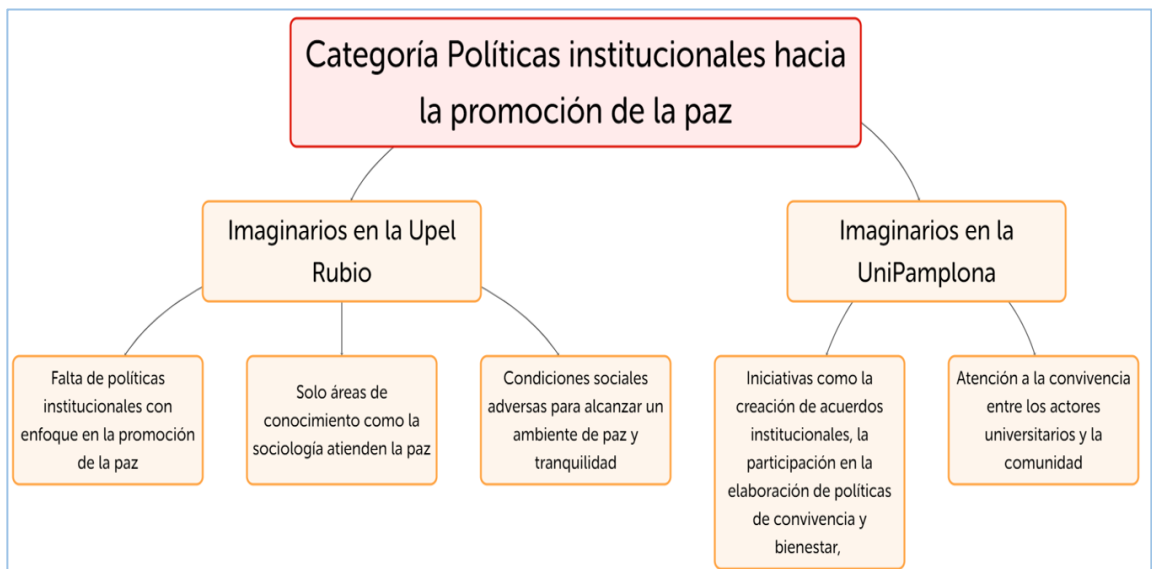 Categoría Políticas institucionales hacia
la promoción de la paz
Imaginarios en la Upel
Rubio
Imaginarios en la
UniPamplona
Falta de políticas
institucionales con
enfoque en la promoción
de la paz
Solo áreas de
conocimiento como la
sociología atienden la paz
Condiciones sociales
adversas para alcanzar un
ambiente de paz y
tranquilidad
Iniciativas como la
creación de acuerdos
institucionales, la
participación en la
elaboración de políticas
de convivencia y
bienestar,
Atención a la convivencia
entre los actores
universitarios y la
comunidad